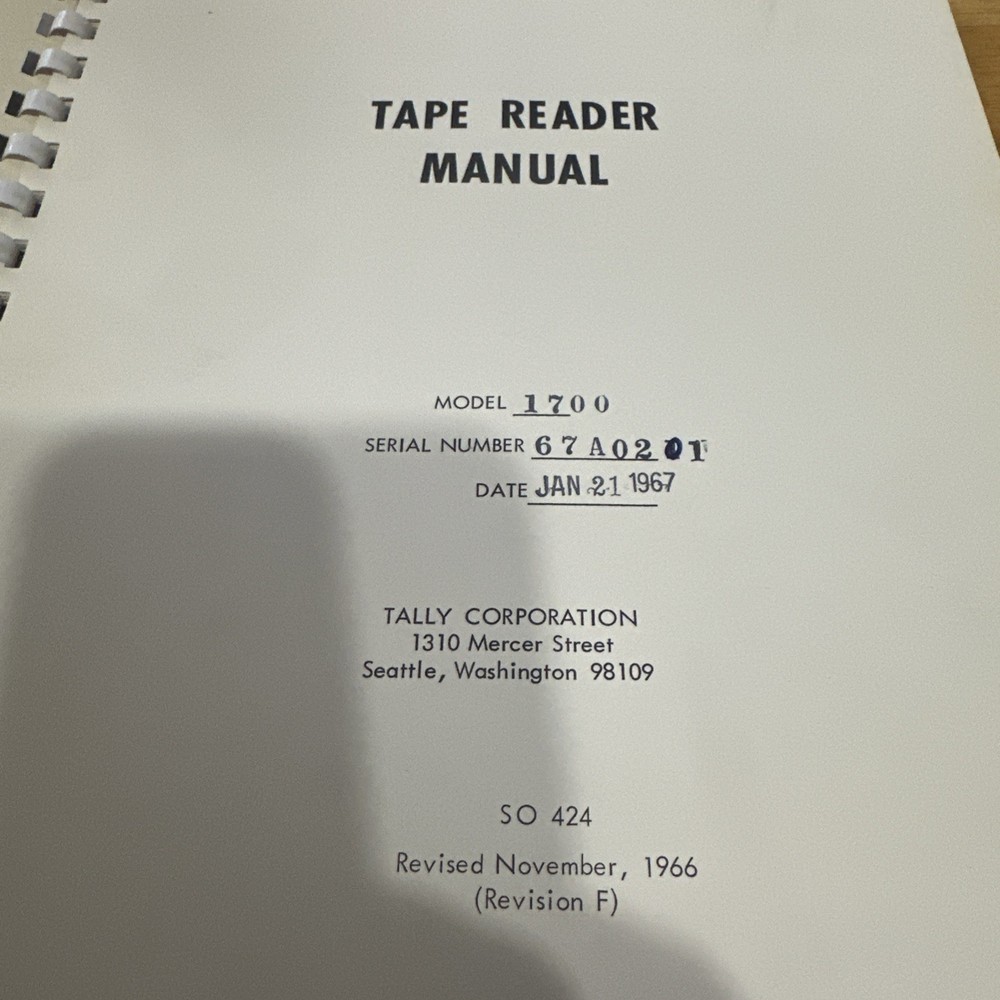 TAPE READER
MANUAL
MODEL 1700
SERIAL NUMBER 67A0201
DATE JAN 21 1967
TALLY CORPORATION
1310 Mercer Street
Seattle, Washington 98109
SO 424
Revised November, 1966
(Revision F)